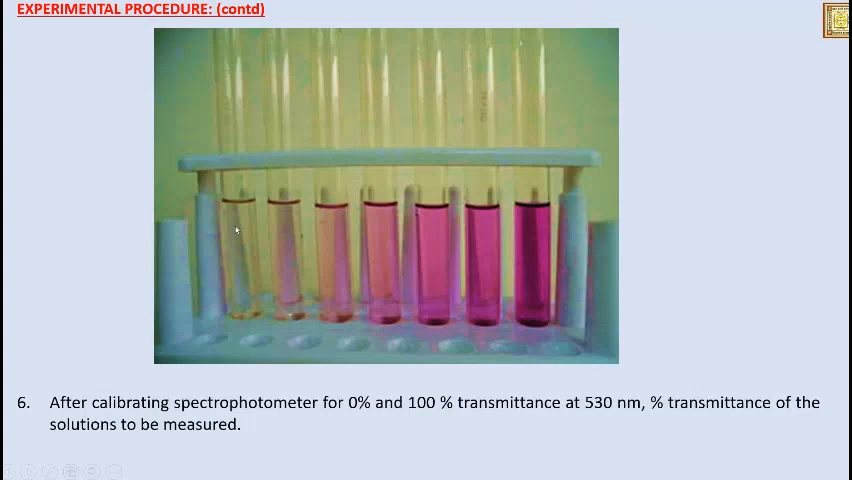 EXPERIMENTAL PROCEDURE: (contd)
6. After calibrating spectrophotometer for 0% and 100 % transmittance at 530 nm, % transmittance of the
solutions to be measured.